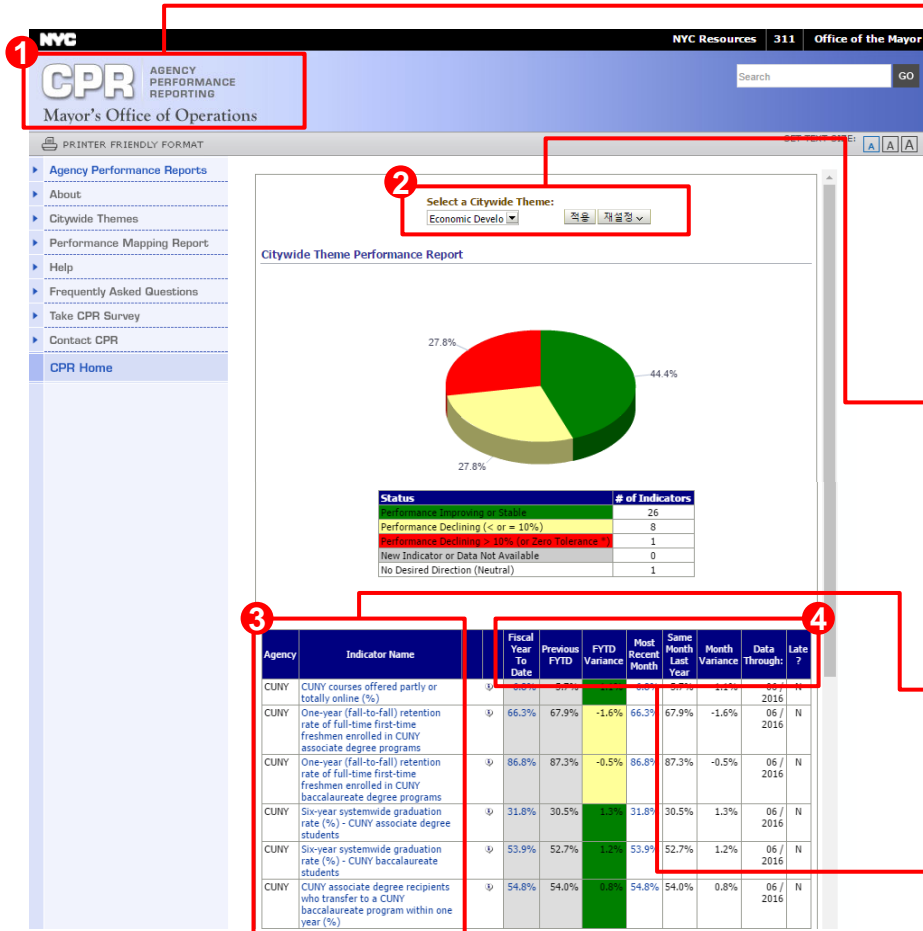 NYC
NYC Resources 311 Office of the Mayor
1
CPR AGENCY PERFORMANCE REPORTING
Mayor's Office of Operations
Search GO
PRINTER FRIENDLY FORMAT
SET TEXT SIZE: A A A
Agency Performance Reports
About
Citywide Themes
Performance Mapping Report
Help
Frequently Asked Questions
Take CPR Survey
Contact CPR
CPR Home
2
Select a Citywide Theme:
Economic Develo 적용 재설정
Citywide Theme Performance Report
27.8%
44.4%
27.8%
Status # of Indicators
Performance Improving or Stable 26
Performance Declining (< or = 10%) 8
Performance Declining > 10% (or Zero Tolerance *) 1
New Indicator or Data Not Available 0
No Desired Direction (Neutral) 1
3
4
Agency Indicator Name Fiscal Year To Date Previous FYTD FYTD Variance Most Recent Month Same Month Last Year Month Variance Data Through: Late ?
CUNY CUNY courses offered partly or totally online (%) 5.7% 1.1% 5.7% 1.1% 06 / 2016 N
CUNY One-year (fall-to-fall) retention rate of full-time first-time freshmen enrolled in CUNY associate degree programs 66.3% 67.9% -1.6% 66.3% 67.9% -1.6% 06 / 2016 N
CUNY One-year (fall-to-fall) retention rate of full-time first-time freshmen enrolled in CUNY baccalaureate degree programs 86.8% 87.3% -0.5% 86.8% 87.3% -0.5% 06 / 2016 N
CUNY Six-year systemwide graduation rate (%) - CUNY associate degree students 31.8% 30.5% 1.3% 31.8% 30.5% 1.3% 06 / 2016 N
CUNY Six-year systemwide graduation rate (%) - CUNY baccalaureate students 53.9% 52.7% 1.2% 53.9% 52.7% 1.2% 06 / 2016 N
CUNY CUNY associate degree recipients who transfer to a CUNY baccalaureate program within one year (%) 54.8% 54.0% 0.8% 54.8% 54.0% 0.8% 06 / 2016 N